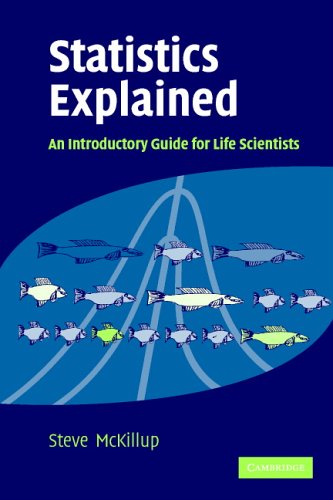 Statistics
Explained
An Introductory Guide for Life Scientists
Steve McKillup
CAMBRIDGE